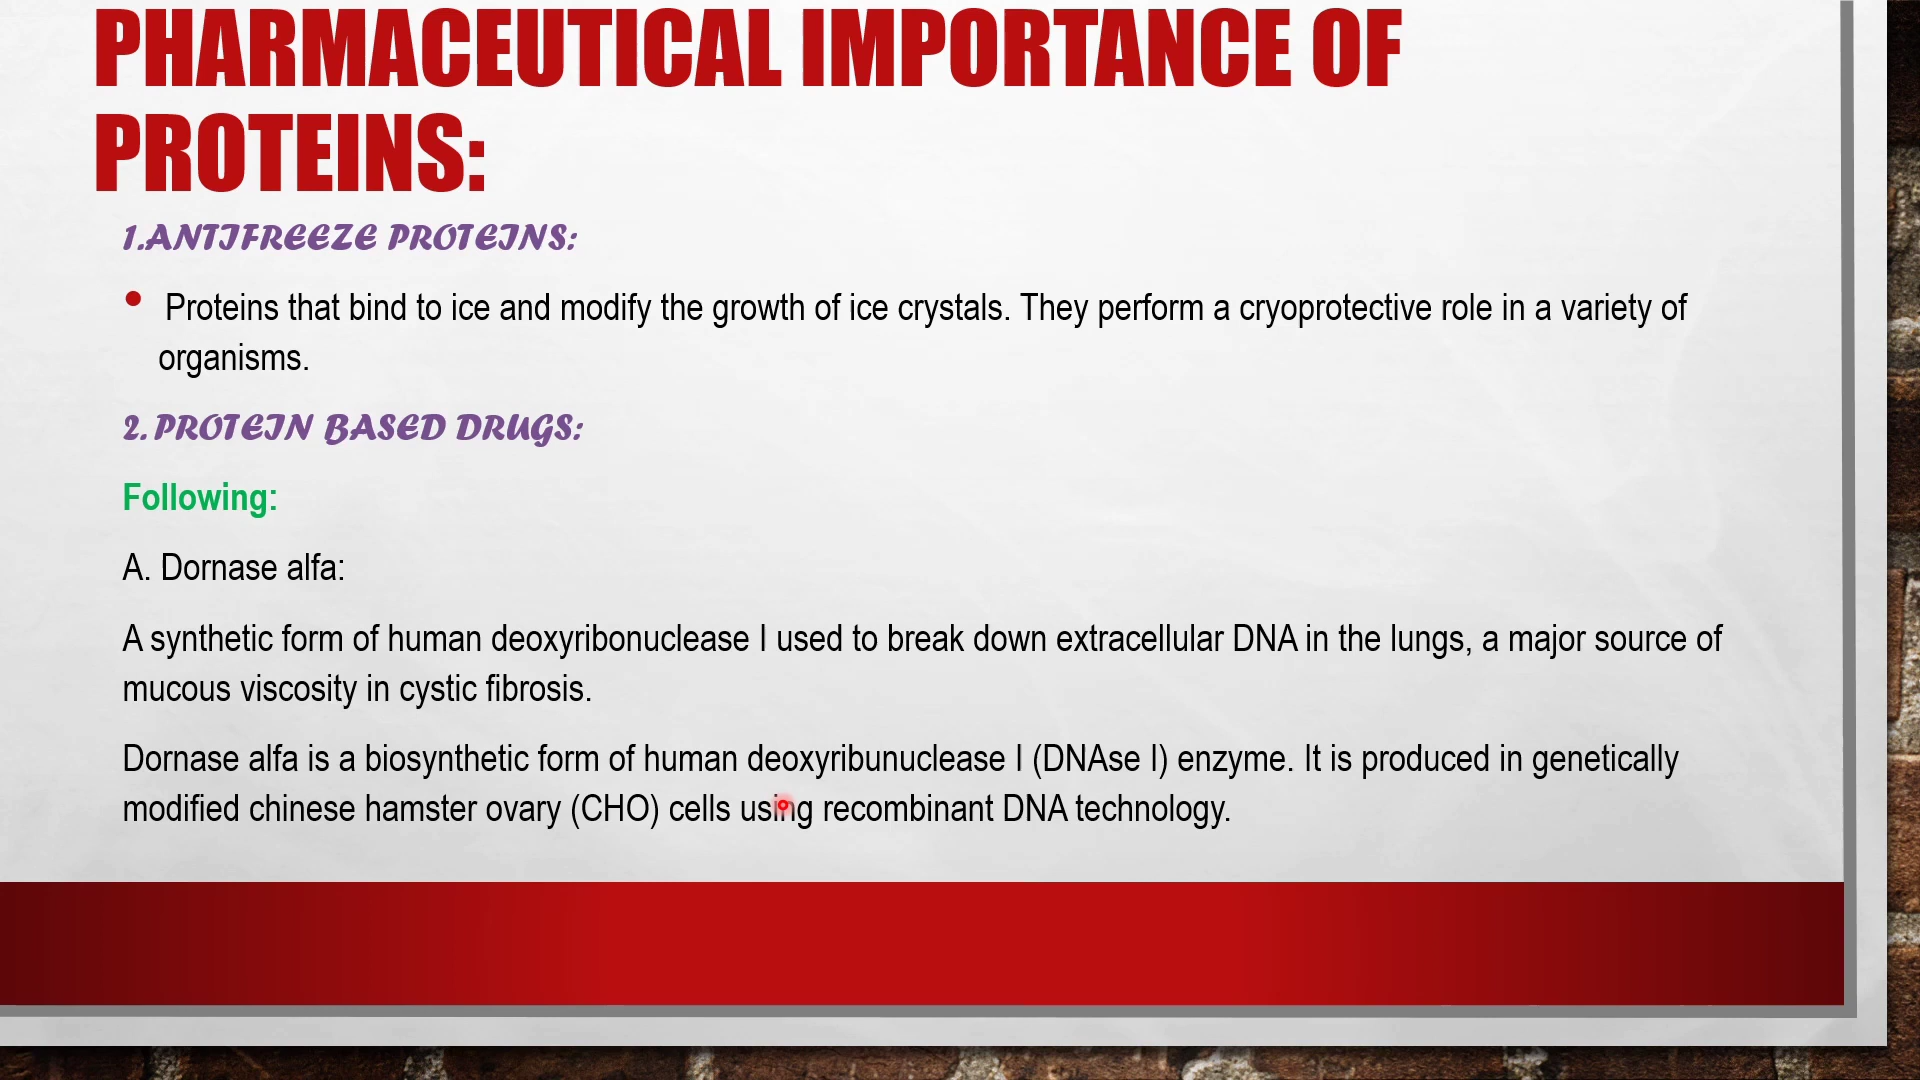 PHARMACEUTICAL IMPORTANCE OF
PROTEINS:
1.ANTIFREEZE PROTEINS:
• Proteins that bind to ice and modify the growth of ice crystals. They perform a cryoprotective role in a variety of
organisms.
2. PROTEIN BASED DRUGS:
Following:
A. Dornase alfa:
A synthetic form of human deoxyribonuclease I used to break down extracellular DNA in the lungs, a major source of
mucous viscosity in cystic fibrosis.
Dornase alfa is a biosynthetic form of human deoxyribunuclease I (DNAse I) enzyme. It is produced in genetically
modified chinese hamster ovary (CHO) cells using recombinant DNA technology.